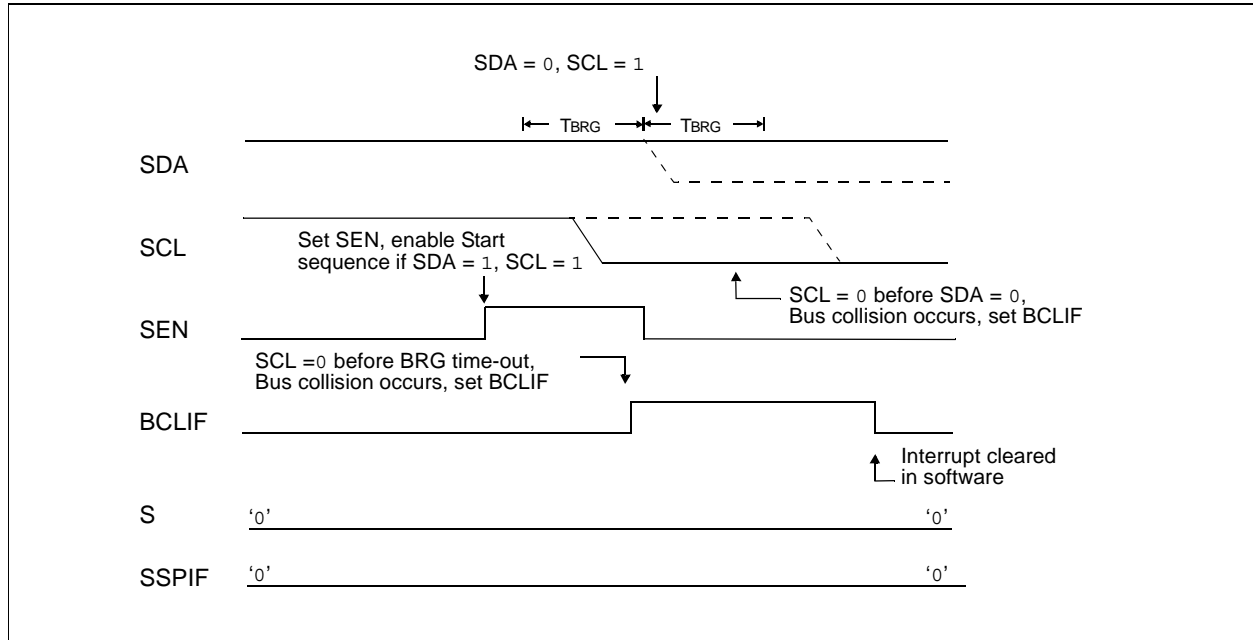 SDA = 0, SCL = 1
TBRG TBRG
SDA
SCL
Set SEN, enable Start
sequence if SDA = 1, SCL = 1
SCL = 0 before SDA = 0,
Bus collision occurs, set BCLIF
SEN
SCL =0 before BRG time-out,
Bus collision occurs, set BCLIF
BCLIF
Interrupt cleared
in software
S ‘0’ ‘0’
SSPIF ‘0’ ‘0’